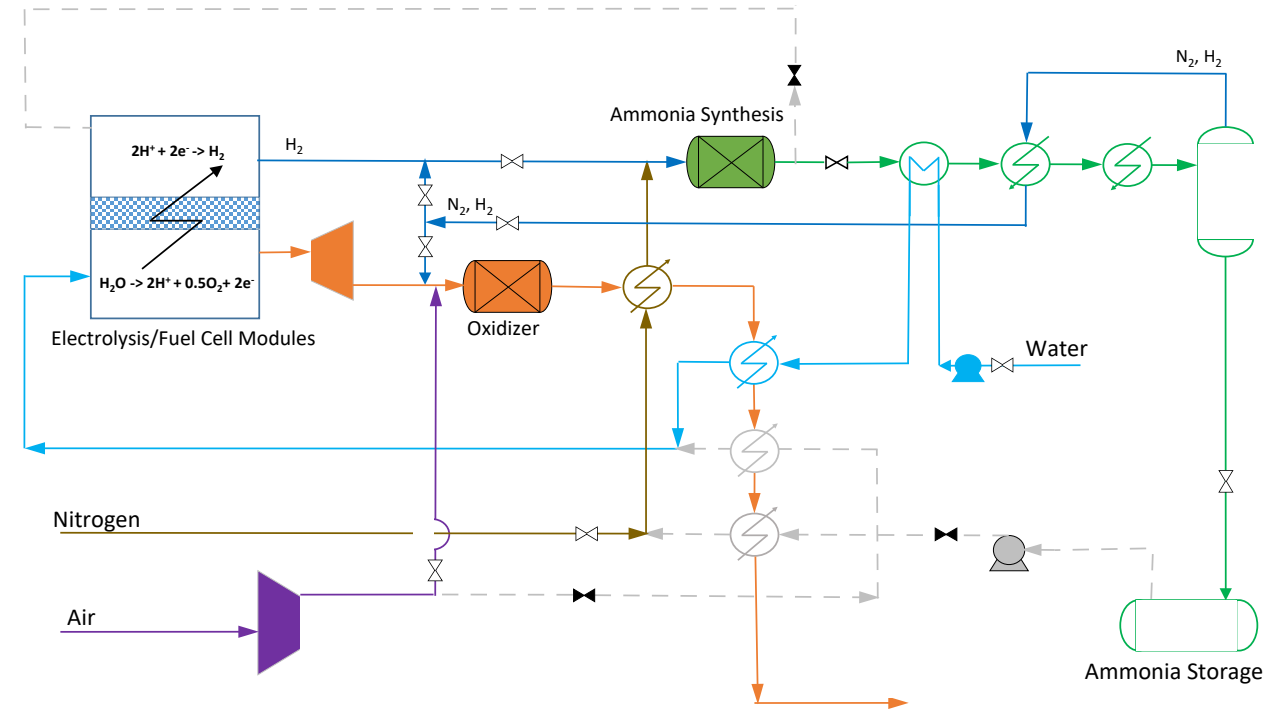 N₂, H₂
Ammonia Synthesis
2H⁺ + 2e⁻ -> H₂
H₂
N₂, H₂
H₂O -> 2H⁺ + 0.5O₂+ 2e⁻
Oxidizer
Electrolysis/Fuel Cell Modules
Water
Nitrogen
Air
Ammonia Storage